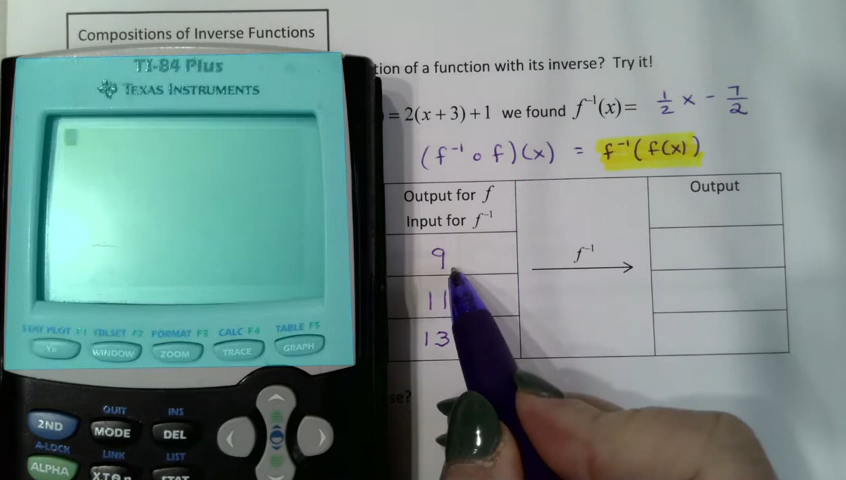 Compositions of Inverse Functions
tion of a function with its inverse? Try it!
= 2(x + 3) + 1 we found f⁻¹(x) = 1/2 x - 7/2
(f⁻¹ ∘ f)(x) = f⁻¹(f(x))
Output for f
Input for f⁻¹
Output
9
f⁻¹
11
13
se?
TI-84 Plus
TEXAS INSTRUMENTS
STAT PLOT F1 TBLSET F2 FORMAT F3 CALC F4 TABLE F5
Y= WINDOW ZOOM TRACE GRAPH
QUIT INS
2ND MODE DEL
A-LOCK LINK LIST
ALPHA X,T,θ,n STAT